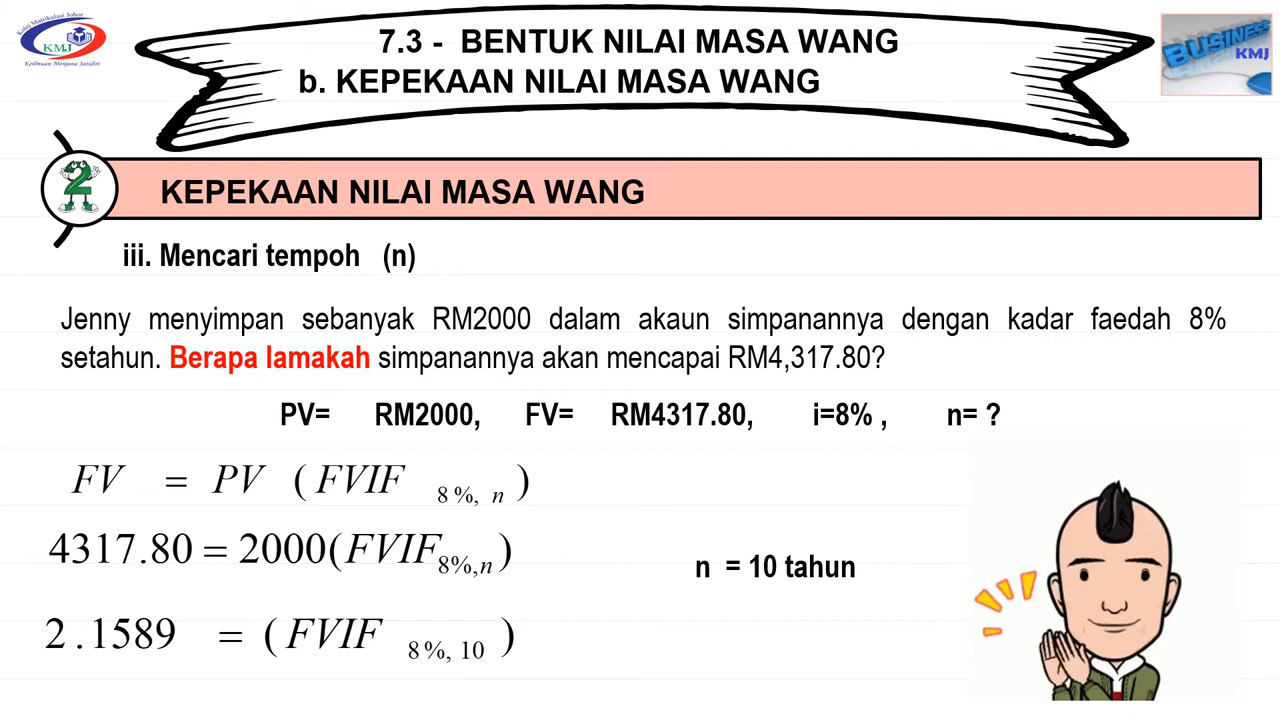 Kolej Matrikulasi Johor
KMJ
Keilmuan Menjana Jatidiri
7.3 - BENTUK NILAI MASA WANG
b. KEPEKAAN NILAI MASA WANG
BUSINESS
KMJ
2
KEPEKAAN NILAI MASA WANG
iii. Mencari tempoh (n)
Jenny menyimpan sebanyak RM2000 dalam akaun simpanannya dengan kadar faedah 8%
setahun. Berapa lamakah simpanannya akan mencapai RM4,317.80?
PV= RM2000, FV= RM4317.80, i=8% , n= ?
FV = PV ( FVIF 8 %, n )
4317.80 = 2000(FVIF8%,n)
n = 10 tahun
2 . 1589 = ( FVIF 8 %, 10 )